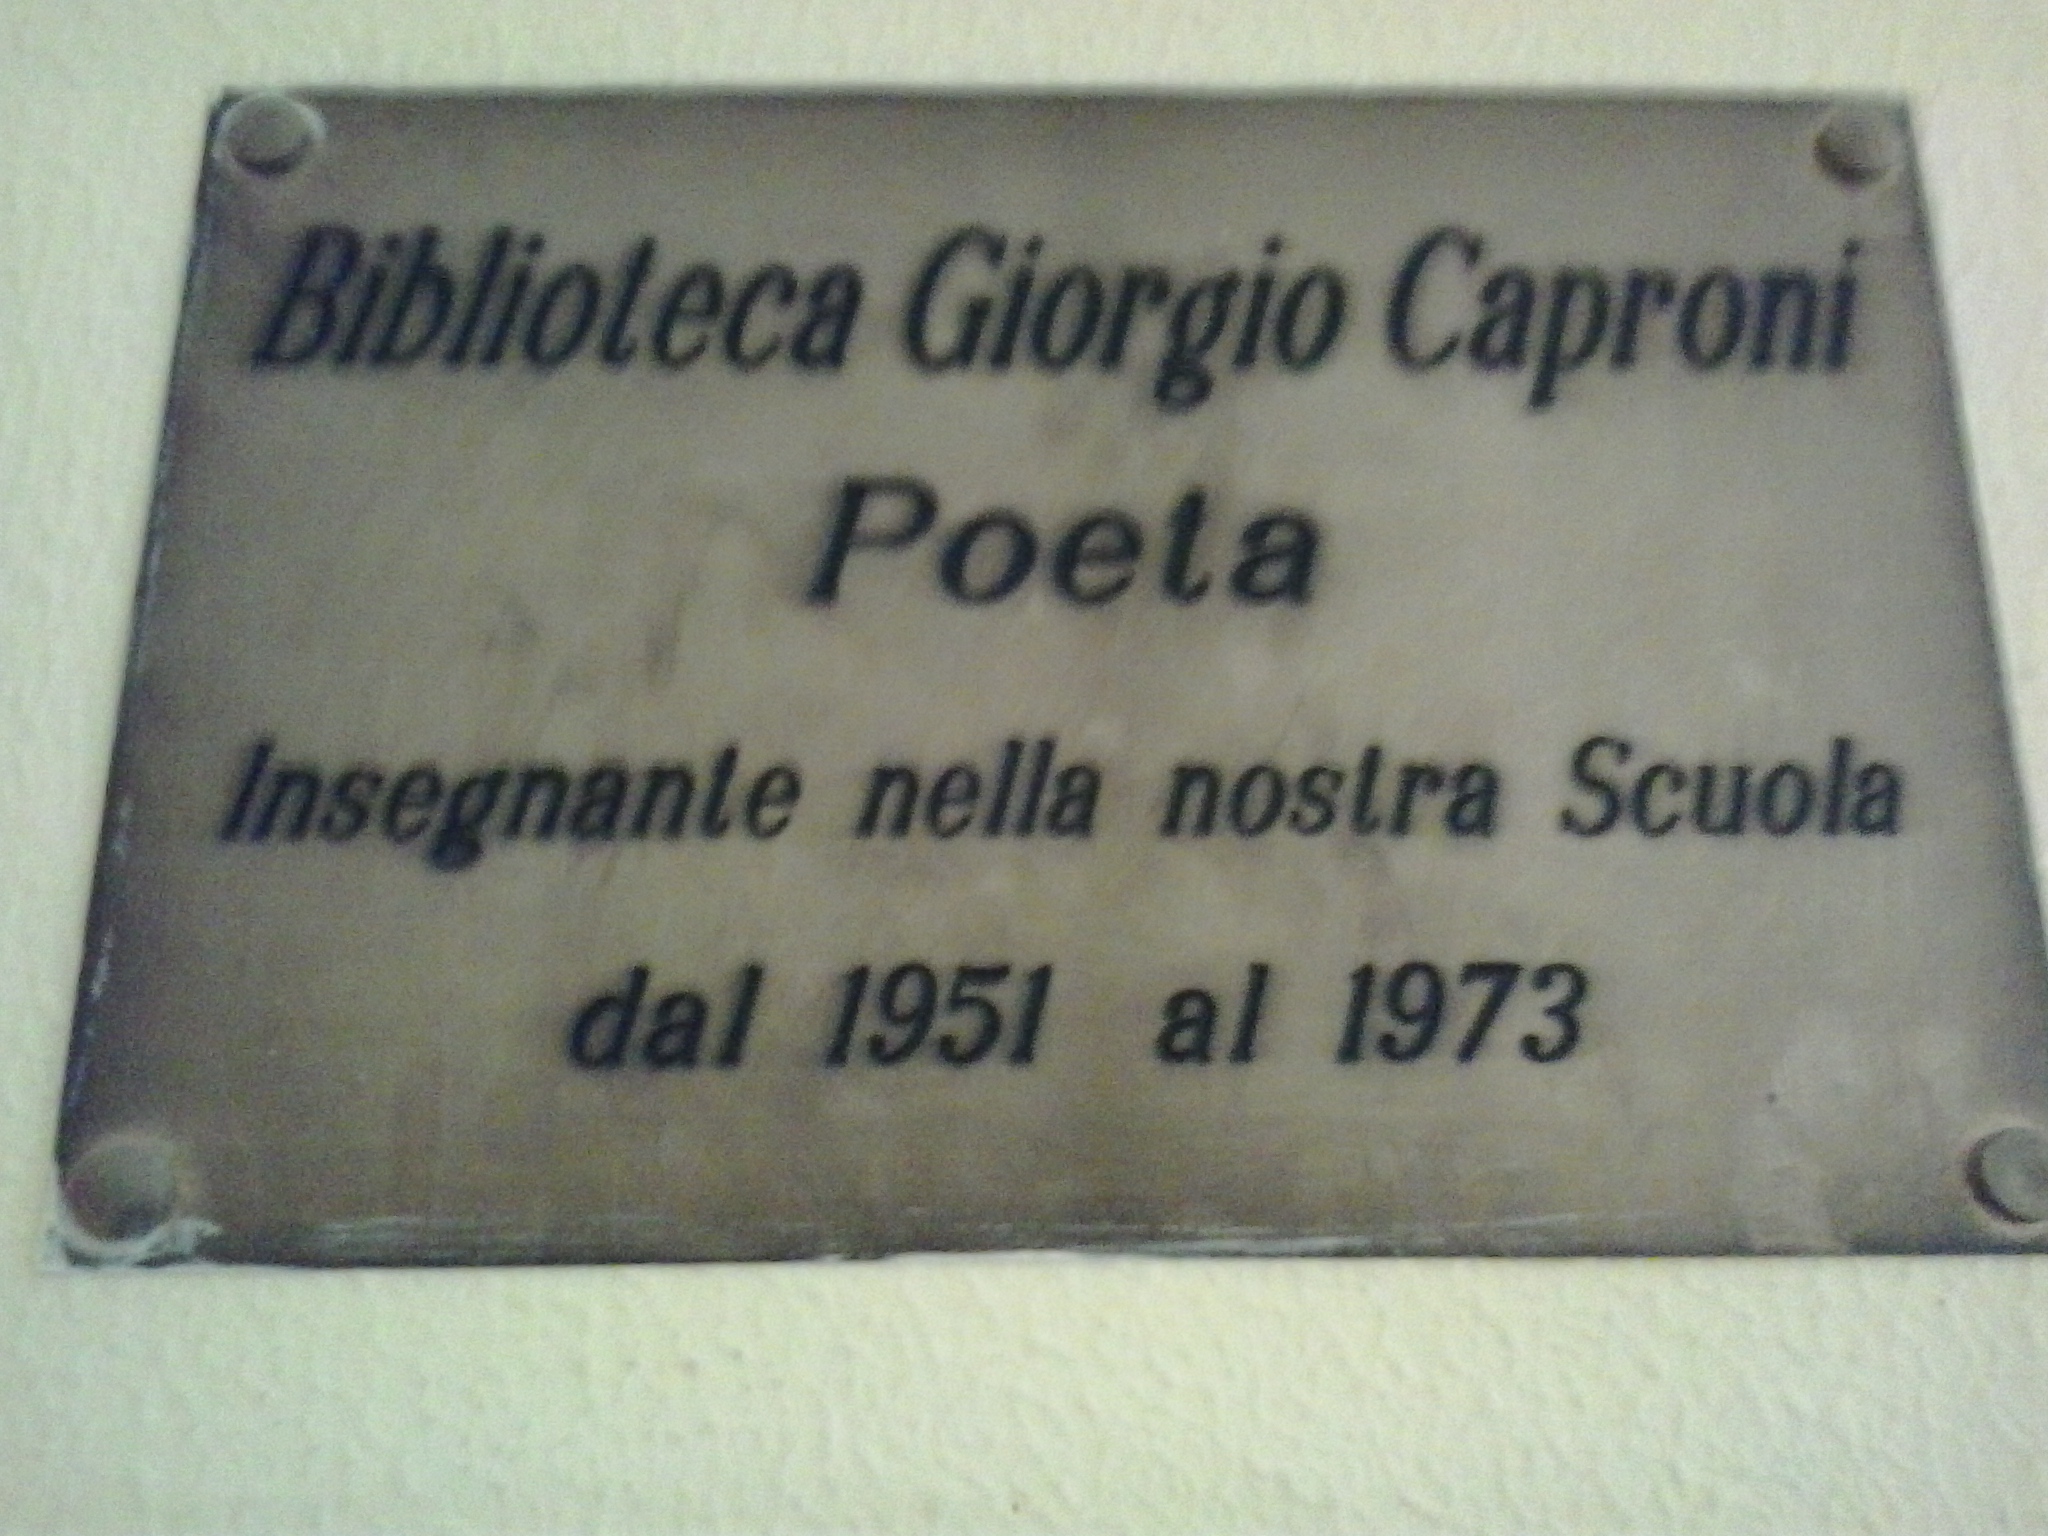 Biblioteca Giorgio Caproni
Poeta
Insegnante nella nostra Scuola
dal 1951 al 1973